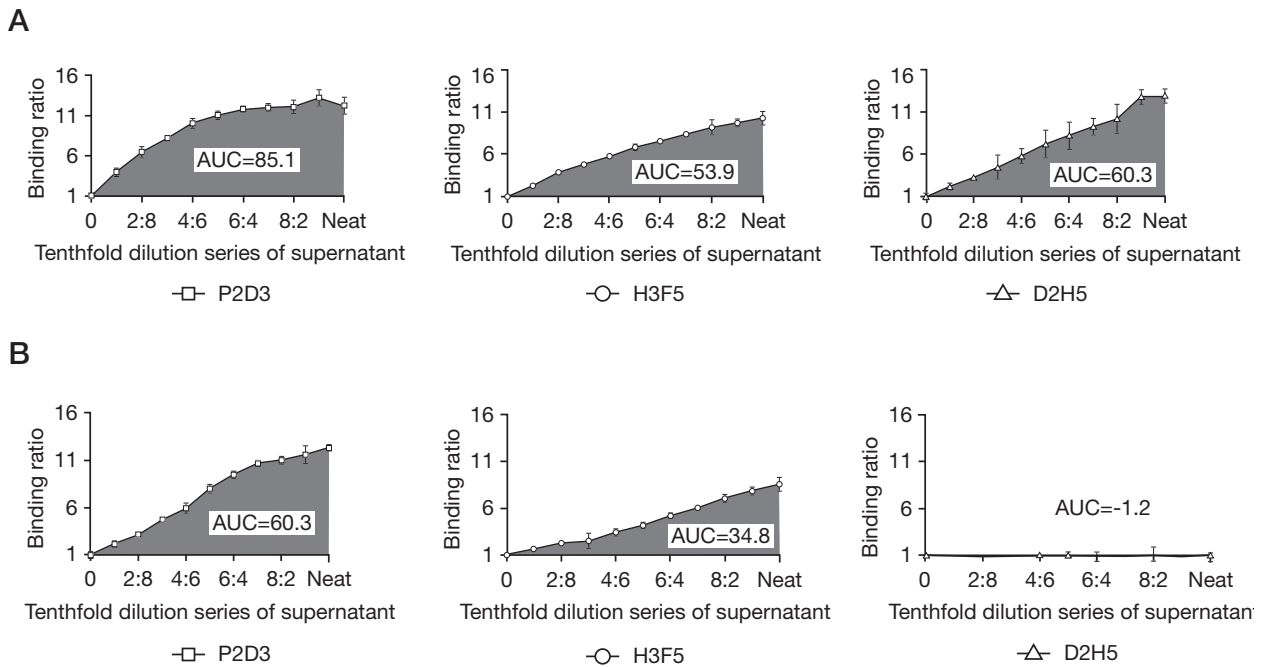 A
Binding ratio
16
11
6
1
AUC=85.1
0 2:8 4:6 6:4 8:2 Neat
Tenthfold dilution series of supernatant
P2D3
Binding ratio
16
11
6
1
AUC=53.9
0 2:8 4:6 6:4 8:2 Neat
Tenthfold dilution series of supernatant
H3F5
Binding ratio
16
11
6
1
AUC=60.3
0 2:8 4:6 6:4 8:2 Neat
Tenthfold dilution series of supernatant
D2H5
B
Binding ratio
16
11
6
1
AUC=60.3
0 2:8 4:6 6:4 8:2 Neat
Tenthfold dilution series of supernatant
P2D3
Binding ratio
16
11
6
1
AUC=34.8
0 2:8 4:6 6:4 8:2 Neat
Tenthfold dilution series of supernatant
H3F5
Binding ratio
16
11
6
1
AUC=-1.2
0 2:8 4:6 6:4 8:2 Neat
Tenthfold dilution series of supernatant
D2H5